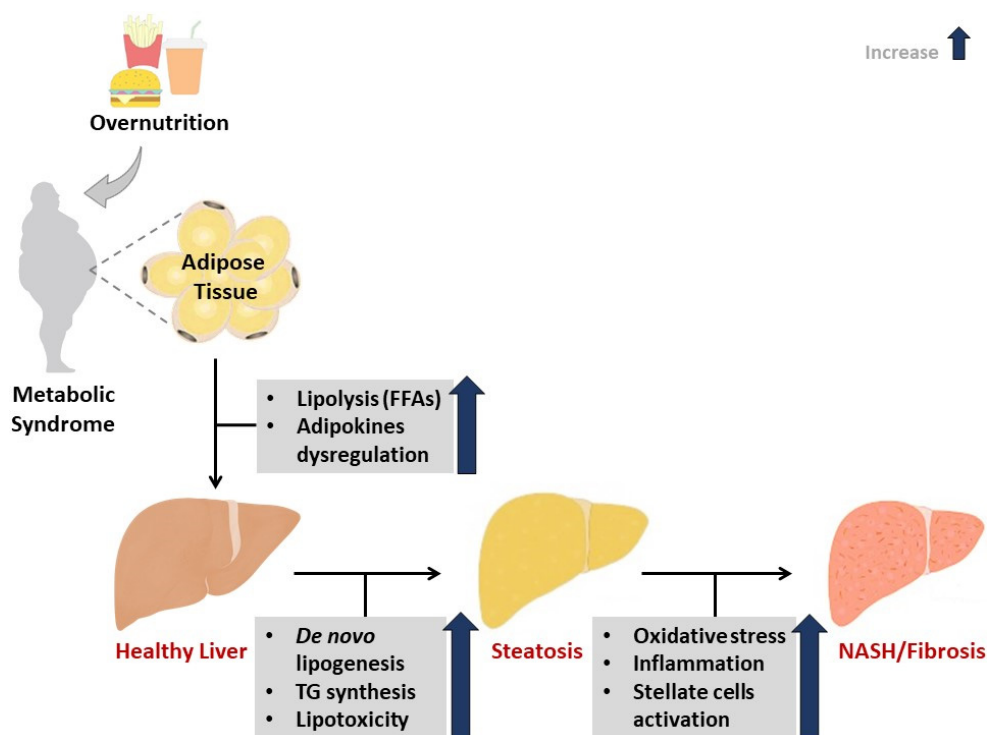 Increase
Overnutrition
Adipose
Tissue
Metabolic
Syndrome
• Lipolysis (FFAs)
• Adipokines
dysregulation
Healthy Liver
• De novo
lipogenesis
• TG synthesis
• Lipotoxicity
Steatosis
• Oxidative stress
• Inflammation
• Stellate cells
activation
NASH/Fibrosis